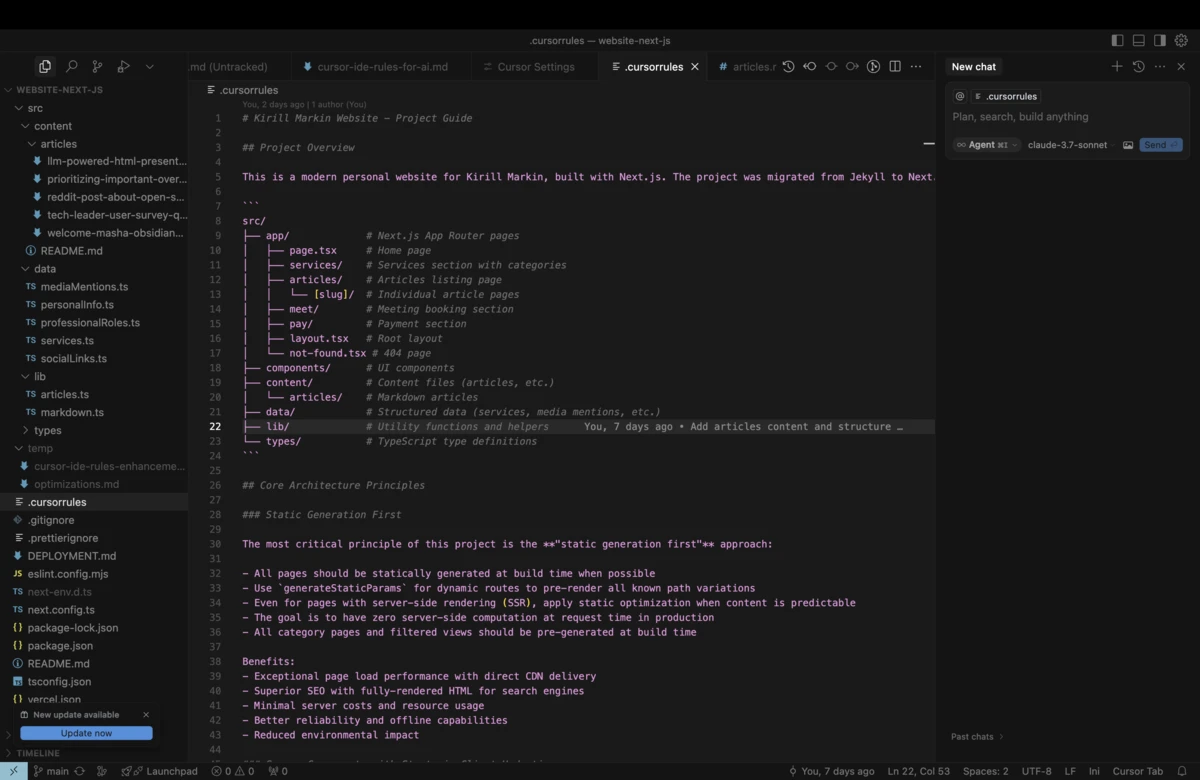 .cursorrules — website-next-js
.md (Untracked)
cursor-ide-rules-for-ai.md
Cursor Settings
.cursorrules
# articles.r
WEBSITE-NEXT-JS
src
content
articles
llm-powered-html-present...
prioritizing-important-over...
reddit-post-about-open-s...
tech-leader-user-survey-q...
welcome-masha-obsidian...
README.md
data
TS mediaMentions.ts
TS personalInfo.ts
TS professionalRoles.ts
TS services.ts
TS socialLinks.ts
lib
TS articles.ts
TS markdown.ts
types
temp
cursor-ide-rules-enhanceme...
optimizations.md
.cursorrules
.gitignore
.prettierignore
DEPLOYMENT.md
JS eslint.config.mjs
TS next-env.d.ts
TS next.config.ts
{} package-lock.json
{} package.json
README.md
tsconfig.json
{} vercel.json
New update available
Update now
TIMELINE
.cursorrules
You, 2 days ago | 1 author (You)
1 # Kirill Markin Website - Project Guide
2
3 ## Project Overview
4
5 This is a modern personal website for Kirill Markin, built with Next.js. The project was migrated from Jekyll to Next.
6
7 ```
8 src/
9 ├── app/ # Next.js App Router pages
10 │   ├── page.tsx # Home page
11 │   ├── services/ # Services section with categories
12 │   ├── articles/ # Articles listing page
13 │   │   └── [slug]/ # Individual article pages
14 │   ├── meet/ # Meeting booking section
15 │   ├── pay/ # Payment section
16 │   ├── layout.tsx # Root layout
17 │   └── not-found.tsx # 404 page
18 ├── components/ # UI components
19 ├── content/ # Content files (articles, etc.)
20 │   └── articles/ # Markdown articles
21 ├── data/ # Structured data (services, media mentions, etc.)
22 ├── lib/ # Utility functions and helpers You, 7 days ago • Add articles content and structure …
23 └── types/ # TypeScript type definitions
24 ```
25
26 ## Core Architecture Principles
27
28 ### Static Generation First
29
30 The most critical principle of this project is the **"static generation first"** approach:
31
32 - All pages should be statically generated at build time when possible
33 - Use `generateStaticParams` for dynamic routes to pre-render all known path variations
34 - Even for pages with server-side rendering (SSR), apply static optimization when content is predictable
35 - The goal is to have zero server-side computation at request time in production
36 - All category pages and filtered views should be pre-generated at build time
37
38 Benefits:
39 - Exceptional page load performance with direct CDN delivery
40 - Superior SEO with fully-rendered HTML for search engines
41 - Minimal server costs and resource usage
42 - Better reliability and offline capabilities
43 - Reduced environmental impact
44
New chat
@ .cursorrules
Plan, search, build anything
∞ Agent ⌘I
claude-3.7-sonnet
Send ⏎
Past chats
main
Launchpad
0 0
0
You, 7 days ago
Ln 22, Col 53
Spaces: 2
UTF-8
LF
Ini
Cursor Tab